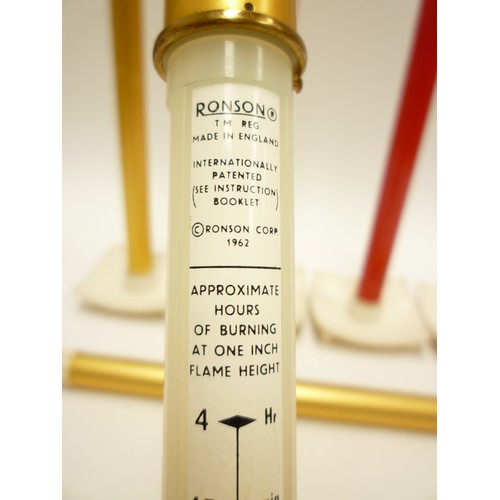 RONSON®
T.M. REG.
MADE IN ENGLAND
INTERNATIONALLY
PATENTED
(SEE INSTRUCTION)
BOOKLET
©RONSON CORP
1962
APPROXIMATE
HOURS
OF BURNING
AT ONE INCH
FLAME HEIGHT
4 Hr